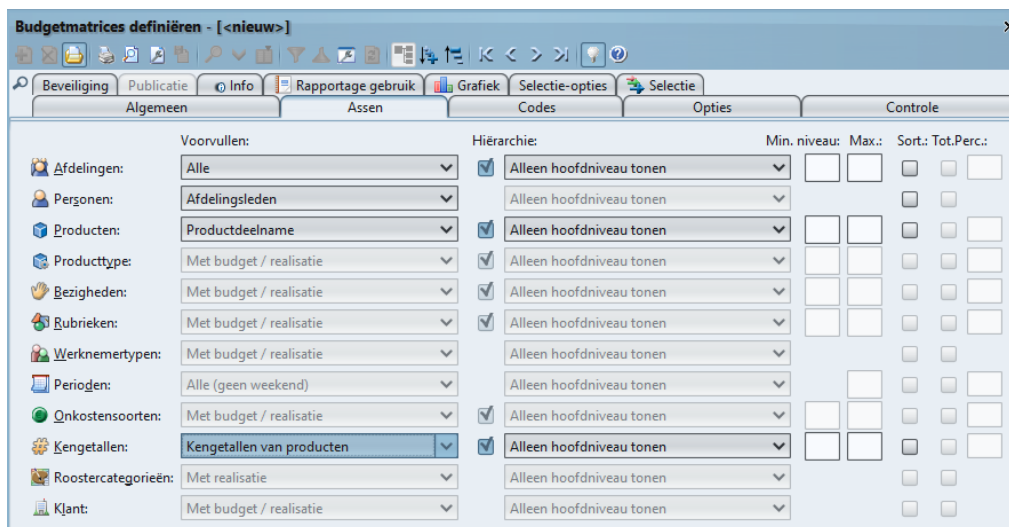 Budgetmatrices definiëren - [<nieuw>]
Beveiliging Publicatie Info Rapportage gebruik Grafiek Selectie-opties Selectie
Algemeen Assen Codes Opties Controle
Voorvullen: Hiërarchie: Min. niveau: Max.: Sort.: Tot.Perc.:
Afdelingen: Alle Alleen hoofdniveau tonen
Personen: Afdelingsleden Alleen hoofdniveau tonen
Producten: Productdeelname Alleen hoofdniveau tonen
Producttype: Met budget / realisatie Alleen hoofdniveau tonen
Bezigheden: Met budget / realisatie Alleen hoofdniveau tonen
Rubrieken: Met budget / realisatie Alleen hoofdniveau tonen
Werknemertypen: Met budget / realisatie Alleen hoofdniveau tonen
Perioden: Alle (geen weekend) Alleen hoofdniveau tonen
Onkostensoorten: Met budget / realisatie Alleen hoofdniveau tonen
Kengetallen: Kengetallen van producten Alleen hoofdniveau tonen
Roostercategorieën: Met realisatie Alleen hoofdniveau tonen
Klant: Met budget / realisatie Alleen hoofdniveau tonen